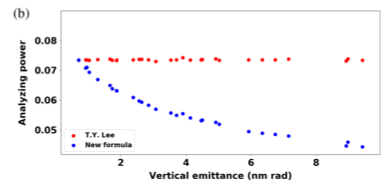 (b)
0.08
0.07
0.06
0.05
Analyzing power
T.Y. Lee
New formula
2 4 6 8
Vertical emittance (nm rad)